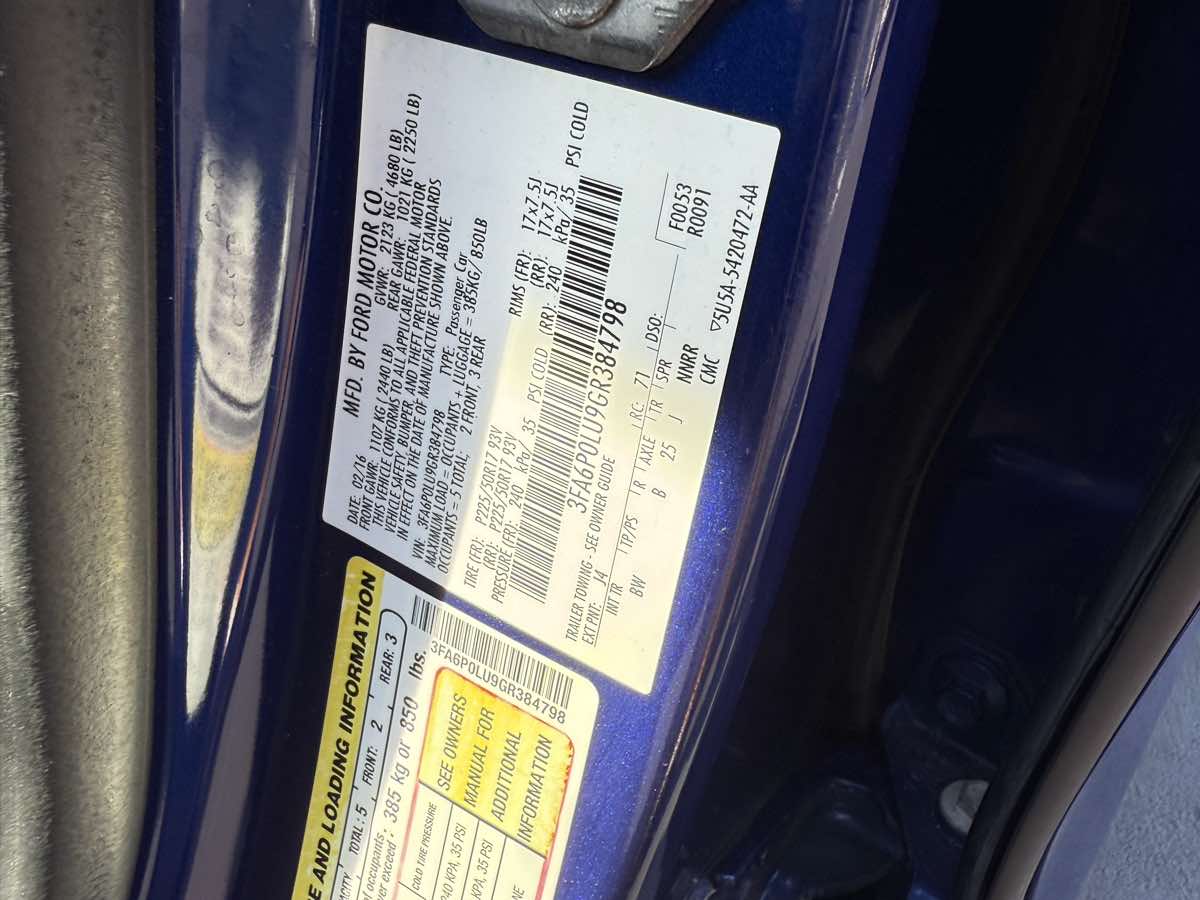 MFD. BY FORD MOTOR CO.
DATE: 02/16 GVWR: 2123 KG ( 4680 LB)
FRONT GAWR: 1107 KG ( 2440 LB) REAR GAWR: 1021 KG ( 2250 LB)
THIS VEHICLE CONFORMS TO ALL APPLICABLE FEDERAL MOTOR
VEHICLE SAFETY, BUMPER, AND THEFT PREVENTION STANDARDS
IN EFFECT ON THE DATE OF MANUFACTURE SHOWN ABOVE.
VIN: 3FA6P0LU9GR384798 TYPE: Passenger Car
MAXIMUM LOAD = OCCUPANTS + LUGGAGE = 385KG/ 850LB
OCCUPANTS = 5 TOTAL; 2 FRONT, 3 REAR
TIRE (FR): P225/50R17 93V RIMS (FR): 17x7.5J
(RR): P225/50R17 93V (RR): 17x7.5J
PRESSURE (FR): 240 kPa/ 35 PSI COLD (RR): 240 kPa/ 35 PSI COLD
3FA6P0LU9GR384798
TRAILER TOWING - SEE OWNER GUIDE
EXT PNT: J4 RC: 71 DSO: F0053
INT TR TP/PS R AXLE TR SPR R0091
BW B 25 J NNRR
CMC ▽5U5A-5420472-AA
E AND LOADING INFORMATION
TOTAL: 5 FRONT: 2 REAR: 3
occupants: 385 kg or 850 lbs.
ver exceed :
3FA6P0LU9GR384798
COLD TIRE PRESSURE
240 KPA, 35 PSI
KPA, 35 PSI
SEE OWNERS
MANUAL FOR
ADDITIONAL
INFORMATION